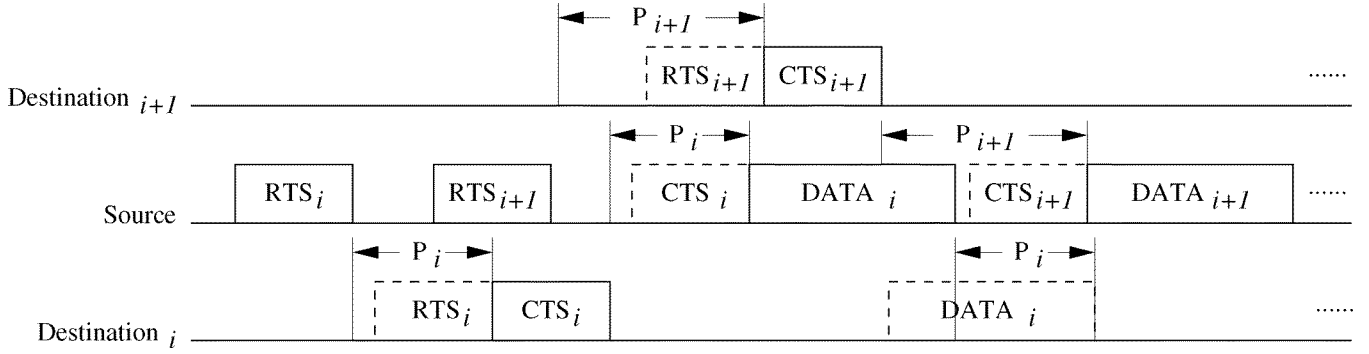 P i+1
RTS i+1 CTS i+1 ......
Destination i+1
P i P i+1
RTS i RTS i+1 CTS i DATA i CTS i+1 DATA i+1 ......
Source
P i P i
RTS i CTS i DATA i ......
Destination i